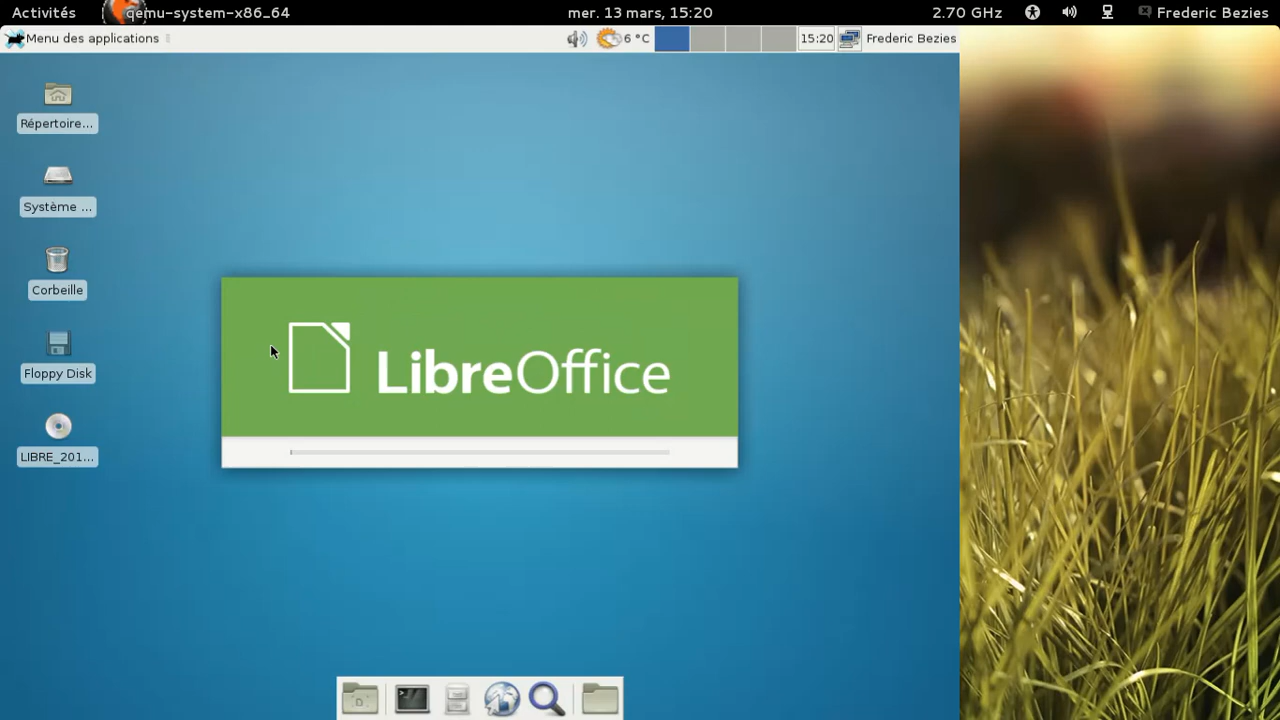 Activités qemu-system-x86_64 mer. 13 mars, 15:20 2.70 GHz Frederic Bezies
Menu des applications 6 °C 15:20 Frederic Bezies
Répertoire...
Système ...
Corbeille
Floppy Disk
LIBRE_201...
LibreOffice